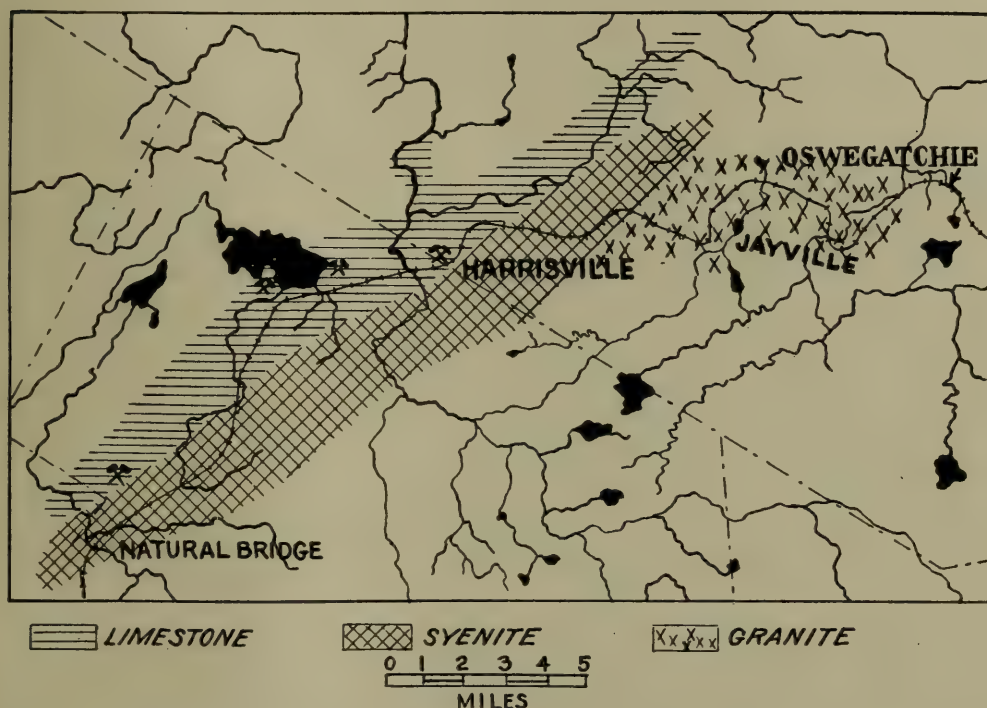 OSWEGATCHIE
JAYVILLE
HARRISVILLE
NATURAL BRIDGE
LIMESTONE
SYENITE
GRANITE
0 1 2 3 4 5
MILES